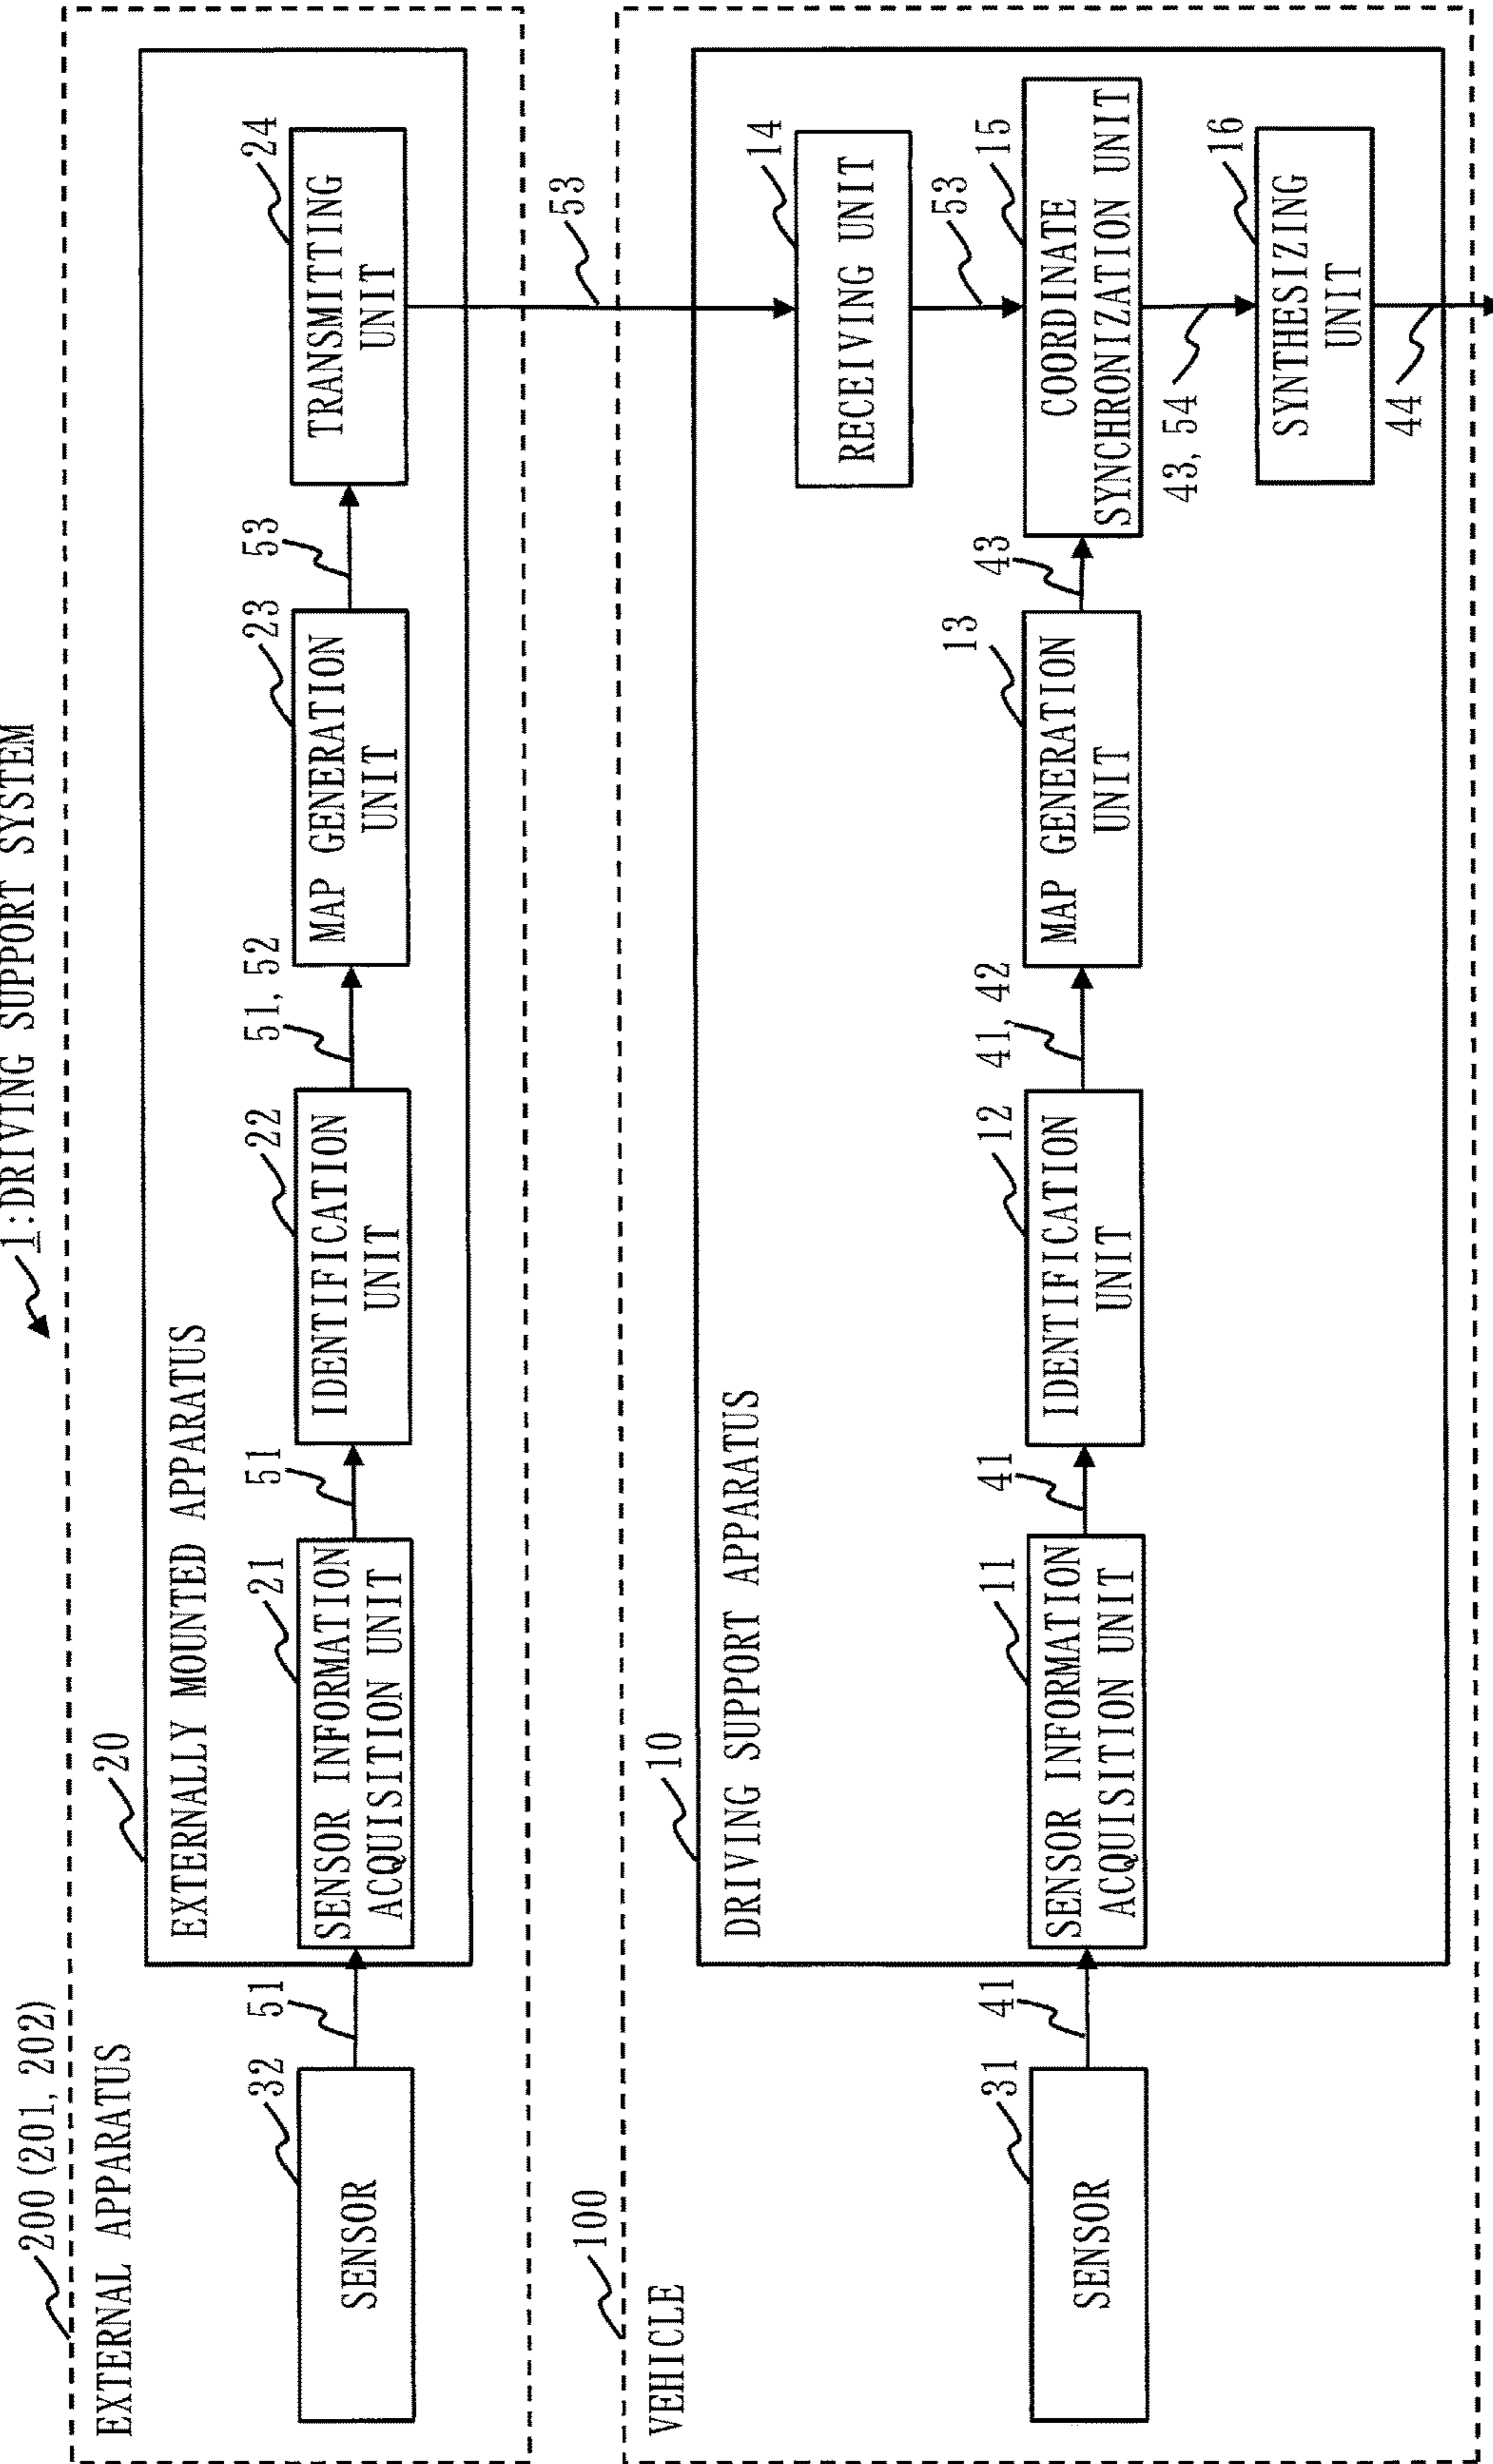 1:DRIVING SUPPORT SYSTEM
200(201, 202)
EXTERNAL APPARATUS
20
EXTERNALLY MOUNTED APPARATUS
32
SENSOR
51
21
SENSOR INFORMATION
ACQUISITION UNIT
51
22
IDENTIFICATION
UNIT
51, 52
23
MAP GENERATION
UNIT
53
24
TRANSMITTING
UNIT
53
100
VEHICLE
10
DRIVING SUPPORT APPARATUS
31
SENSOR
41
11
SENSOR INFORMATION
ACQUISITION UNIT
41
12
IDENTIFICATION
UNIT
41, 42
13
MAP GENERATION
UNIT
43
14
RECEIVING UNIT
53
15
COORDINATE
SYNCHRONIZATION UNIT
43, 54
16
SYNTHESIZING
UNIT
44